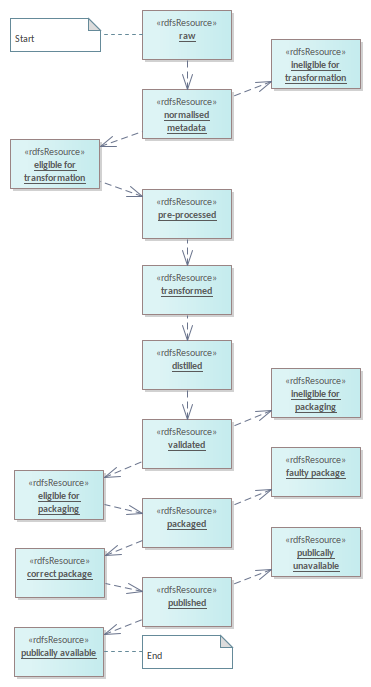 Start
«rdfsResource»
raw
«rdfsResource»
ineligible for
transformation
«rdfsResource»
normalised
metadata
«rdfsResource»
eligible for
transformation
«rdfsResource»
pre-processed
«rdfsResource»
transformed
«rdfsResource»
distilled
«rdfsResource»
ineligible for
packaging
«rdfsResource»
validated
«rdfsResource»
faulty package
«rdfsResource»
eligible for
packaging
«rdfsResource»
packaged
«rdfsResource»
publically
unavailable
«rdfsResource»
correct package
«rdfsResource»
published
«rdfsResource»
publically available
End